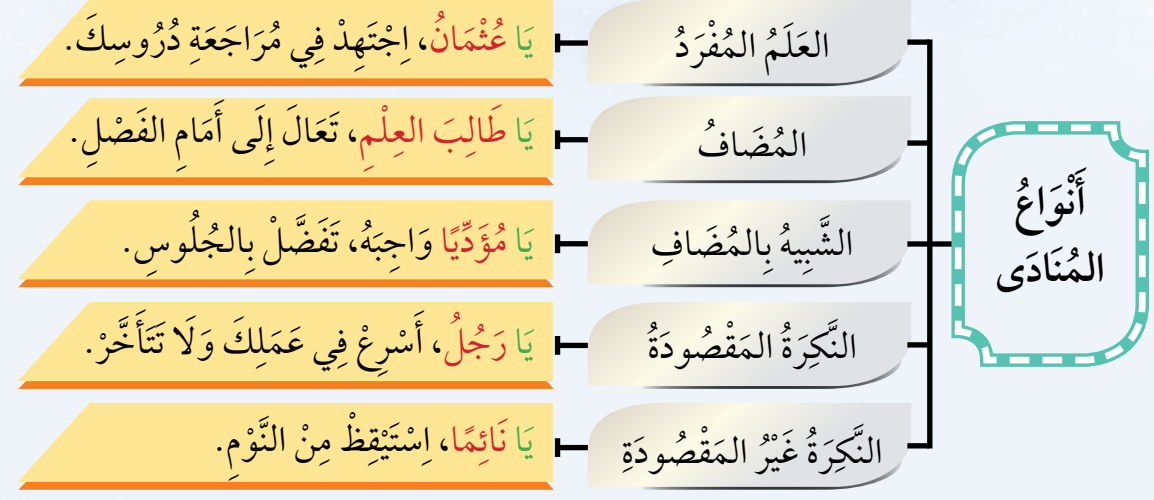 أَنْوَاعُ
المُنَادَى
العَلَمُ المُفْرَدُ
يَا عُثْمَانُ، اِجْتَهِدْ فِي مُرَاجَعَةِ دُرُوسِكَ.
المُضَافُ
يَا طَالِبَ العِلْمِ، تَعَالَ إِلَى أَمَامِ الفَصْلِ.
الشَّبِيهُ بِالمُضَافِ
يَا مُؤَدِّيًا وَاجِبَهُ، تَفَضَّلْ بِالجُلُوسِ.
النَّكِرَةُ المَقْصُودَةُ
يَا رَجُلُ، أَسْرِعْ فِي عَمَلِكَ وَلَا تَتَأَخَّرْ.
النَّكِرَةُ غَيْرُ المَقْصُودَةِ
يَا نَائِمًا، اِسْتَيْقِظْ مِنْ النَّوْمِ.